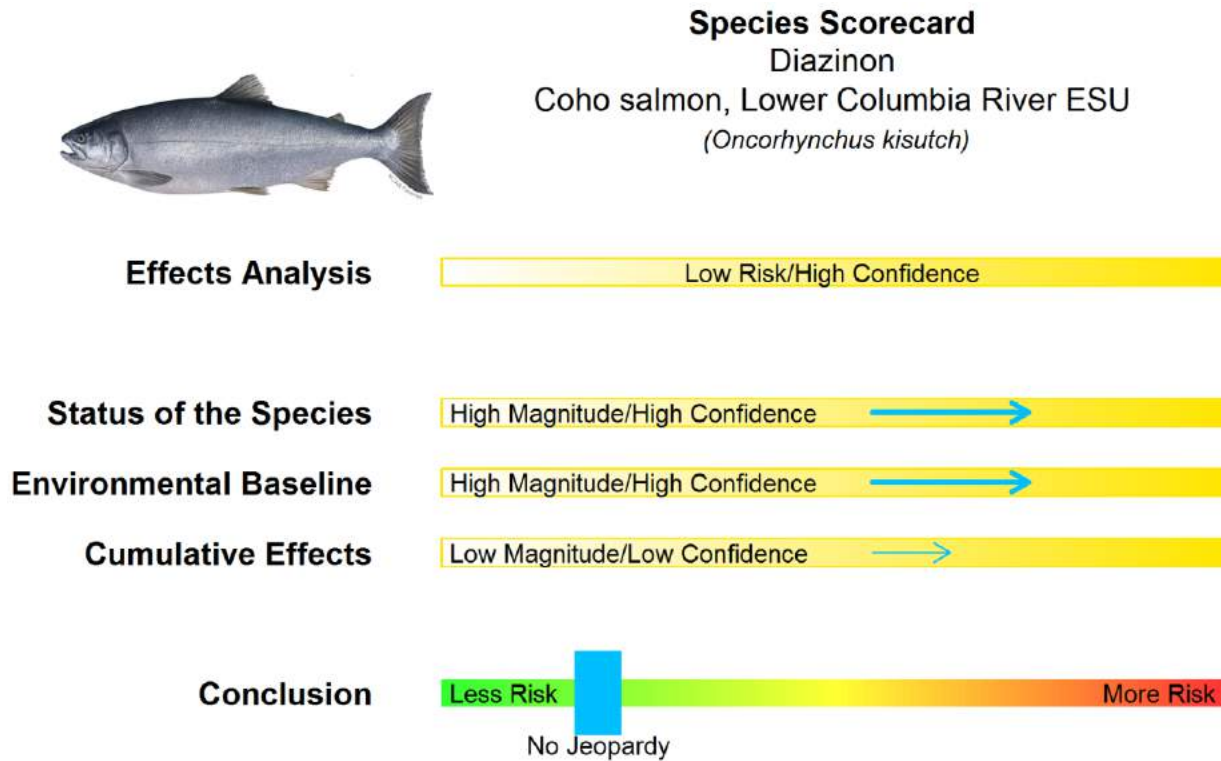 Species Scorecard
Diazinon
Coho salmon, Lower Columbia River ESU
(Oncorhynchus kisutch)
Effects Analysis
Low Risk/High Confidence
Status of the Species
High Magnitude/High Confidence
Environmental Baseline
High Magnitude/High Confidence
Cumulative Effects
Low Magnitude/Low Confidence
Conclusion
Less Risk
More Risk
No Jeopardy